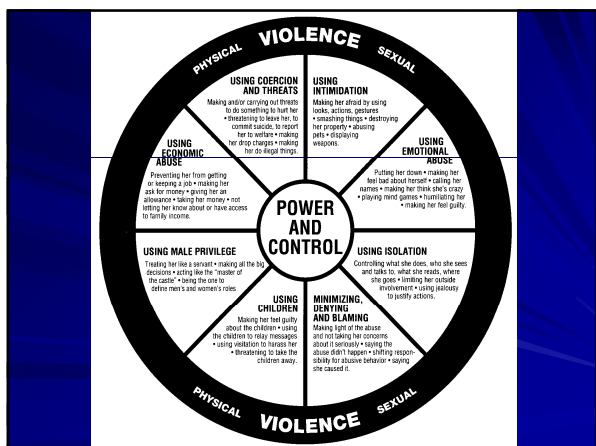 PHYSICAL VIOLENCE SEXUAL
USING COERCION
AND THREATS
Making and/or carrying out threats
to do something to hurt her
• threatening to leave her, to
commit suicide, to report
her to welfare • making
her drop charges • making
her do illegal things.
USING
INTIMIDATION
Making her afraid by using
looks, actions, gestures
• smashing things • destroying
her property • abusing
pets • displaying
weapons.
USING
ECONOMIC
ABUSE
Preventing her from getting
or keeping a job • making her
ask for money • giving her an
allowance • taking her money • not
letting her know about or have access
to family income.
USING
EMOTIONAL
ABUSE
Putting her down • making her
feel bad about herself • calling her
names • making her think she's crazy
• playing mind games • humiliating her
• making her feel guilty.
POWER
AND
CONTROL
USING MALE PRIVILEGE
Treating her like a servant • making all the big
decisions • acting like the "master of
the castle" • being the one to
define men's and women's roles
USING ISOLATION
Controlling what she does, who she sees
and talks to, what she reads, where
she goes • limiting her outside
involvement • using jealousy
to justify actions.
USING
CHILDREN
Making her feel guilty
about the children • using
the children to relay messages
• using visitation to harass her
• threatening to take the
children away.
MINIMIZING,
DENYING
AND BLAMING
Making light of the abuse
and not taking her concerns
about it seriously • saying the
abuse didn't happen • shifting respon-
sibility for abusive behavior • saying
she caused it.
PHYSICAL VIOLENCE SEXUAL